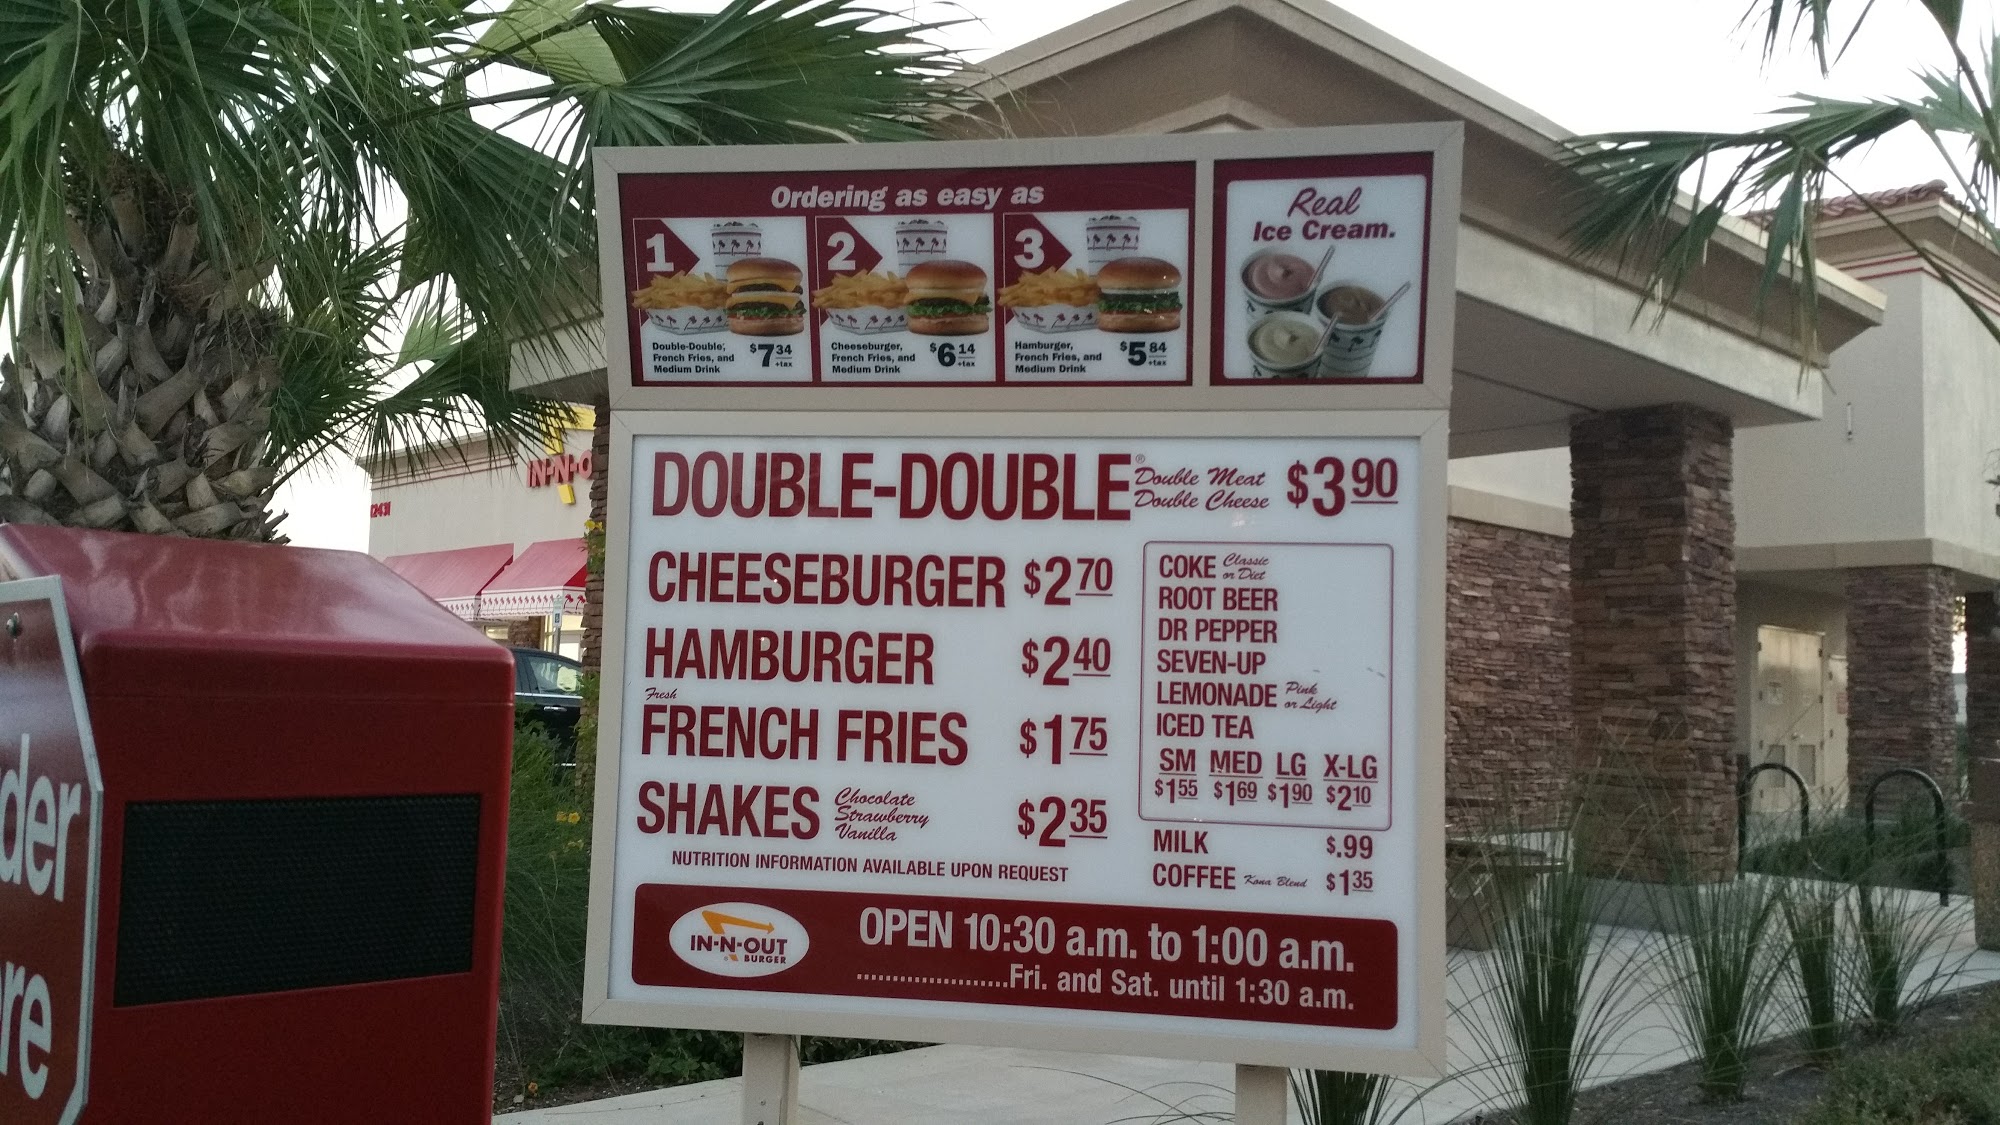 Ordering as easy as
1
Double-Double,
French Fries, and
Medium Drink
$7 34
+tax
2
Cheeseburger,
French Fries, and
Medium Drink
$6 14
+tax
3
Hamburger,
French Fries, and
Medium Drink
$5 84
+tax
Real
Ice Cream.
DOUBLE-DOUBLE® Double Meat
Double Cheese
$3 90
CHEESEBURGER $2 70
HAMBURGER $2 40
Fresh
FRENCH FRIES $1 75
SHAKES Chocolate
Strawberry
Vanilla
$2 35
NUTRITION INFORMATION AVAILABLE UPON REQUEST
COKE Classic
or Diet
ROOT BEER
DR PEPPER
SEVEN-UP
LEMONADE Pink
or Light
ICED TEA
SM MED LG X-LG
$1 55 $1 69 $1 90 $2 10
MILK $.99
COFFEE Kona Blend $1 35
IN-N-OUT
BURGER
OPEN 10:30 a.m. to 1:00 a.m.
......................Fri. and Sat. until 1:30 a.m.
IN-N-O
12431
der
re